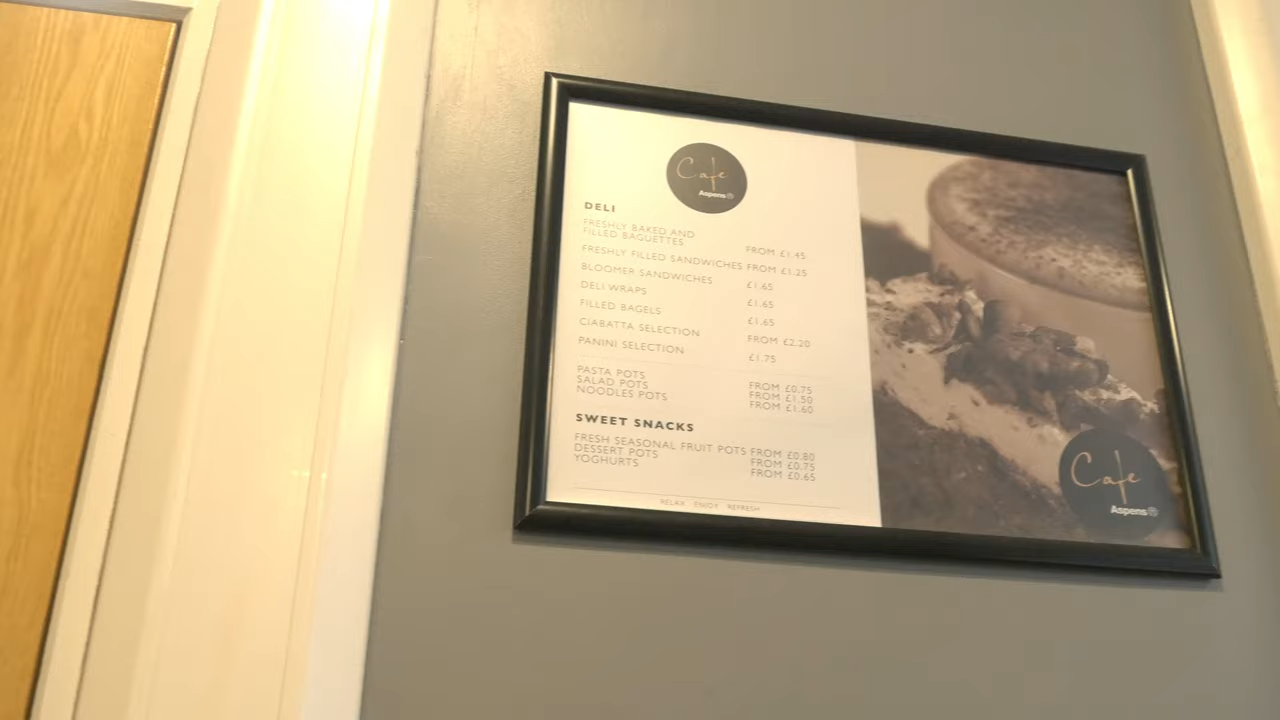 Cafe
Aspens
DELI
FRESHLY BAKED AND
FILLED BAGUETTES FROM £1.45
FRESHLY FILLED SANDWICHES FROM £1.25
BLOOMER SANDWICHES £1.65
DELI WRAPS £1.65
FILLED BAGELS £1.65
CIABATTA SELECTION FROM £2.20
PANINI SELECTION £1.75
PASTA POTS FROM £0.75
SALAD POTS FROM £1.50
NOODLES POTS FROM £1.60
SWEET SNACKS
FRESH SEASONAL FRUIT POTS FROM £0.80
DESSERT POTS FROM £0.75
YOGHURTS FROM £0.65
RELAX ENJOY REFRESH
Cafe
Aspens